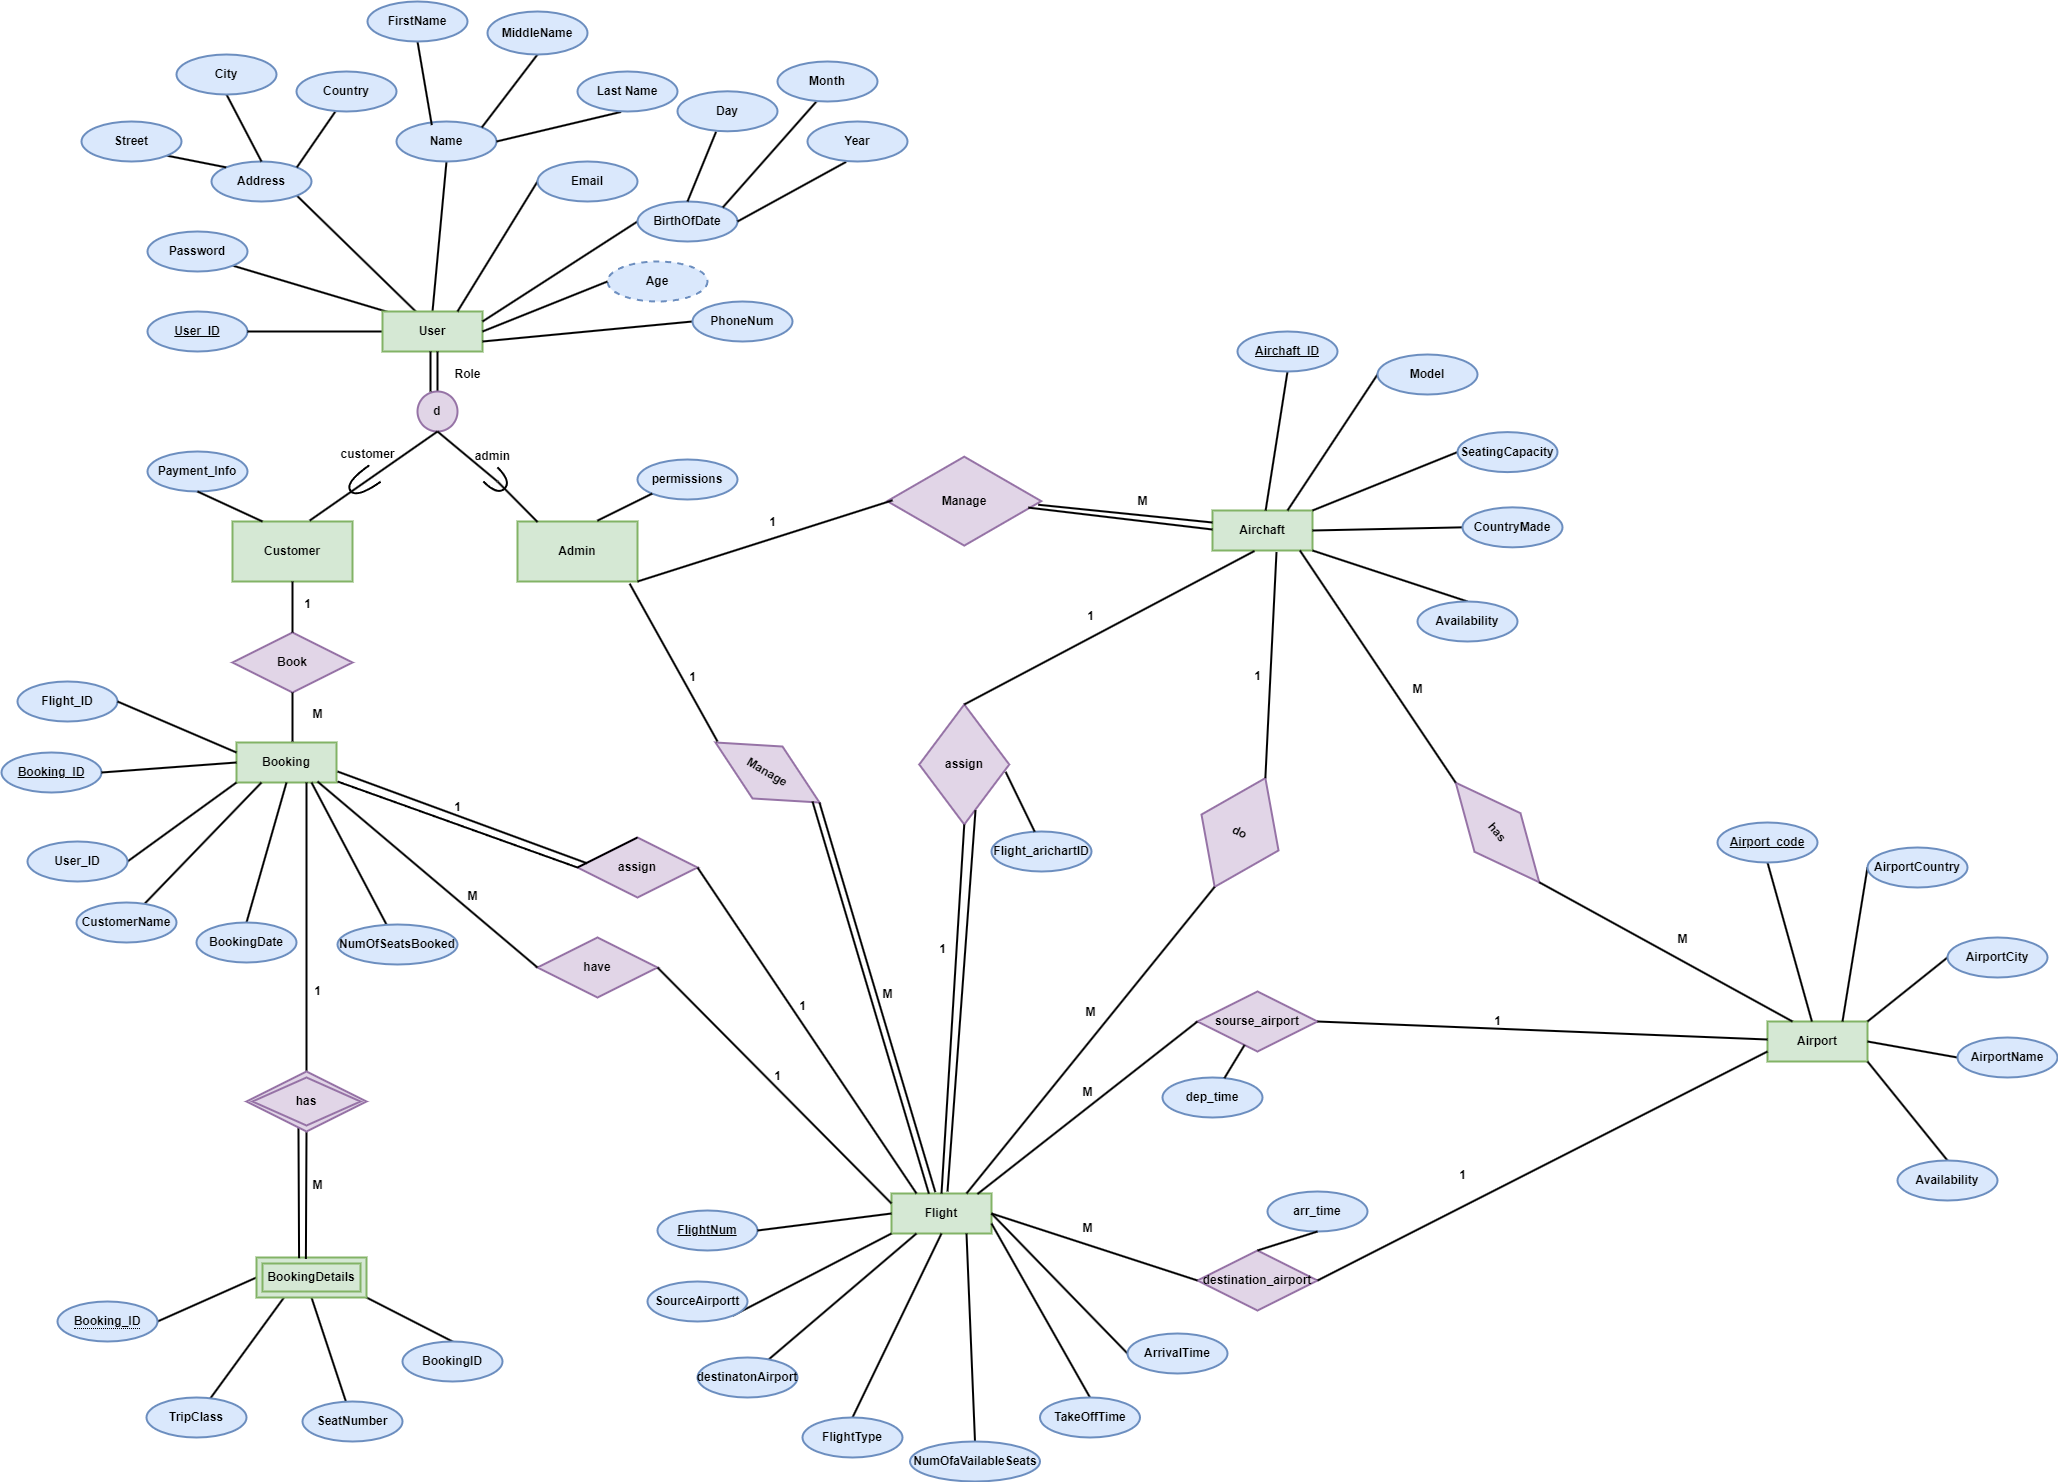 FirstName
MiddleName
City
Country
Last Name
Month
Day
Street
Name
Year
Address
Email
BirthOfDate
Password
Age
User_ID
User
PhoneNum
Role
d
customer
admin
Payment_Info
permissions
Customer
Admin
Manage
1
M
Airchaft_ID
Model
SeatingCapacity
Airchaft
CountryMade
Availability
1
Book
M
1
1
1
M
Flight_ID
Booking_ID
Booking
Manage
assign
do
has
User_ID
1
assign
Flight_arichartID
Airport_code
AirportCountry
CustomerName
BookingDate
NumOfSeatsBooked
M
have
1
M
1
1
M
M
AirportCity
sourse_airport
1
Airport
AirportName
1
M
dep_time
has
M
1
Availability
Flight
FlightNum
M
arr_time
BookingDetails
destination_airport
Booking_ID
SourceAirportt
BookingID
ArrivalTime
destinatonAirport
TripClass
SeatNumber
FlightType
TakeOffTime
NumOfaVailableSeats